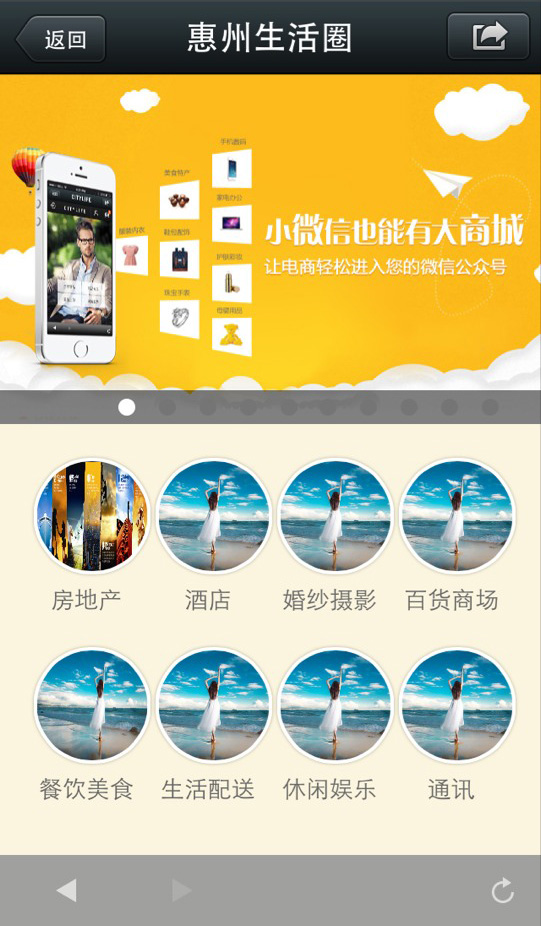 返回
惠州生活圈
手机数码
美食特产
家电办公
服装内衣
鞋包配饰
护肤彩妆
珠宝手表
母婴用品
小微信也能有大商城
让电商轻松进入您的微信公众号
房地产
酒店
婚纱摄影
百货商场
餐饮美食
生活配送
休闲娱乐
通讯